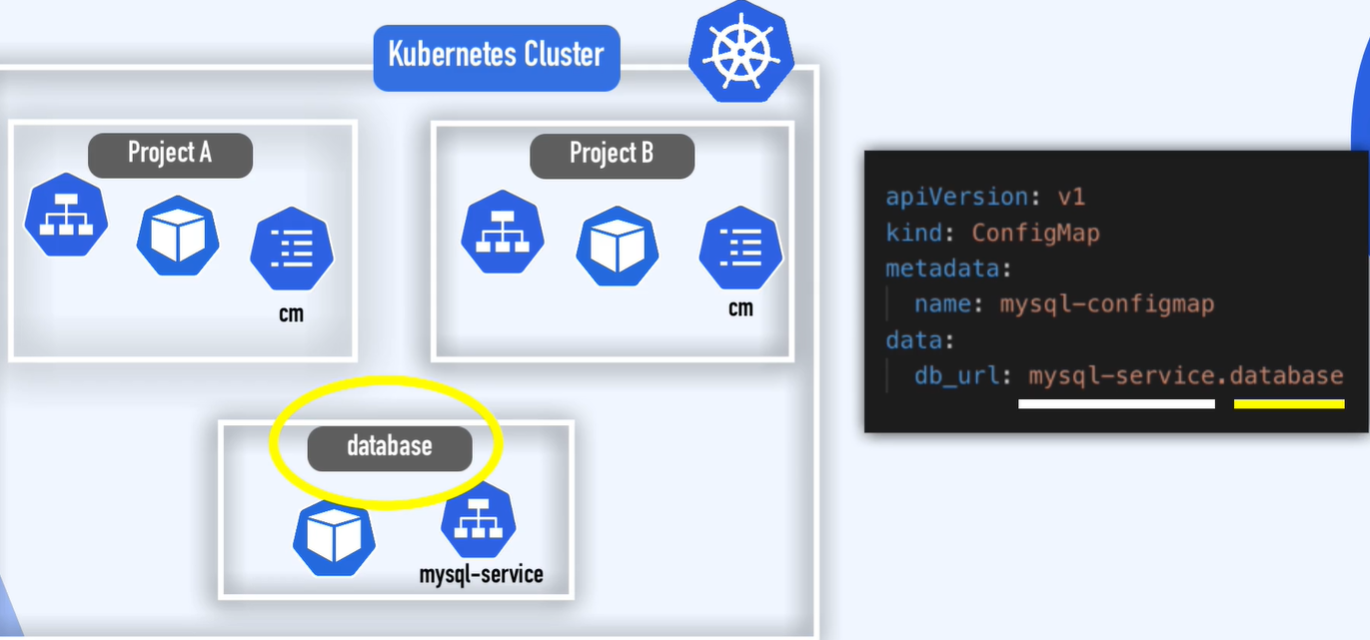 Kubernetes Cluster
Project A
cm
Project B
cm
database
mysql-service
apiVersion: v1
kind: ConfigMap
metadata:
name: mysql-configmap
data:
db_url: mysql-service.database